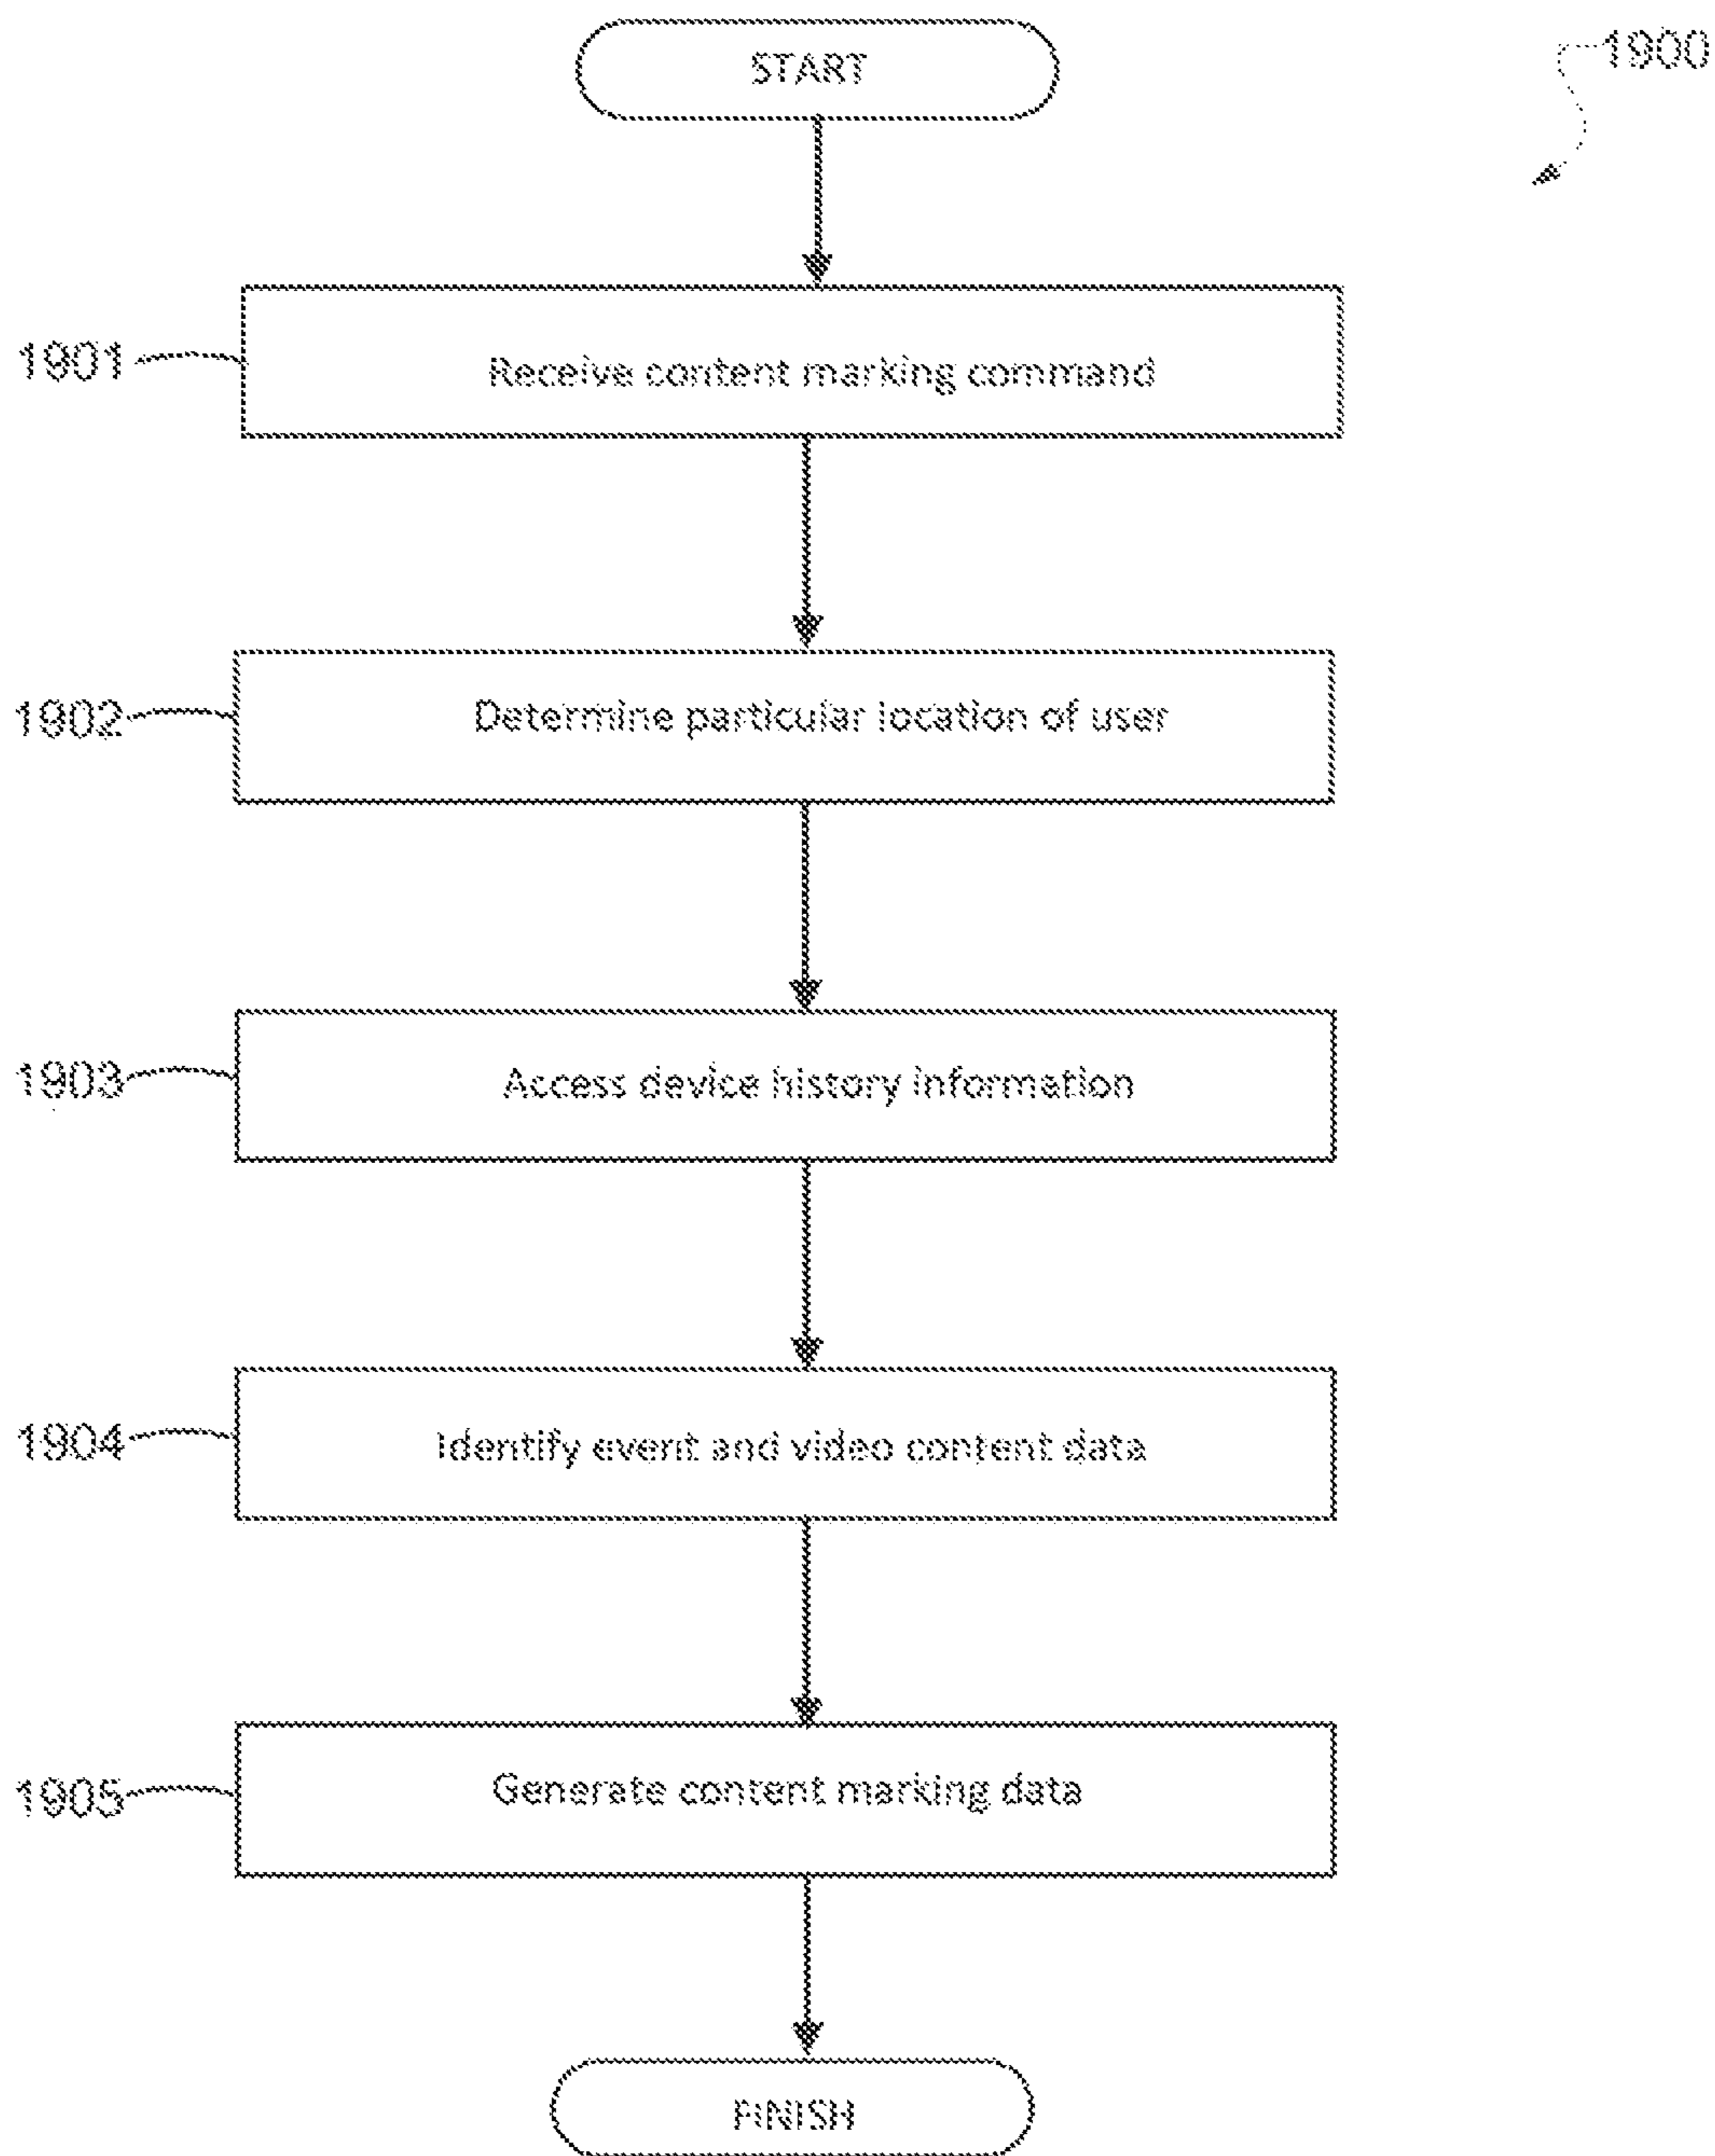 START
1900
1901
Receive content marking command
1902
Determine particular location of user
1903
Access device history information
1904
Identify event and video content data
1905
Generate content marking data
FINISH